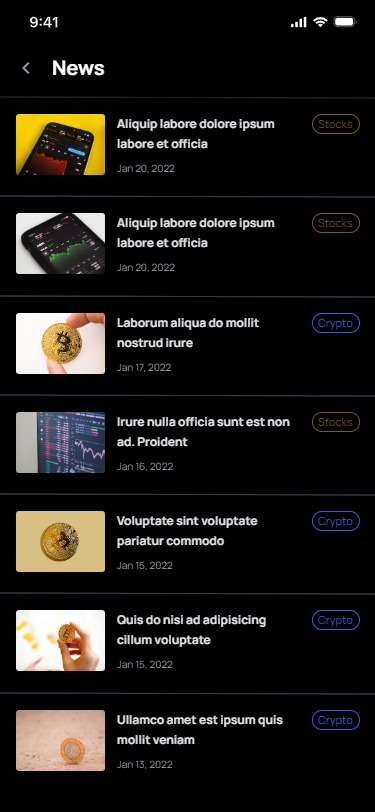 9:41
News
Aliquip labore dolore ipsum
labore et officia
Stocks
Jan 20, 2022
Aliquip labore dolore ipsum
labore et officia
Stocks
Jan 20, 2022
Laborum aliqua do mollit
nostrud irure
Crypto
Jan 17, 2022
Irure nulla officia sunt est non
ad. Proident
Stocks
Jan 16, 2022
Voluptate sint voluptate
pariatur commodo
Crypto
Jan 15, 2022
Quis do nisi ad adipisicing
cillum voluptate
Crypto
Jan 15, 2022
Ullamco amet est ipsum quis
mollit veniam
Crypto
Jan 13, 2022